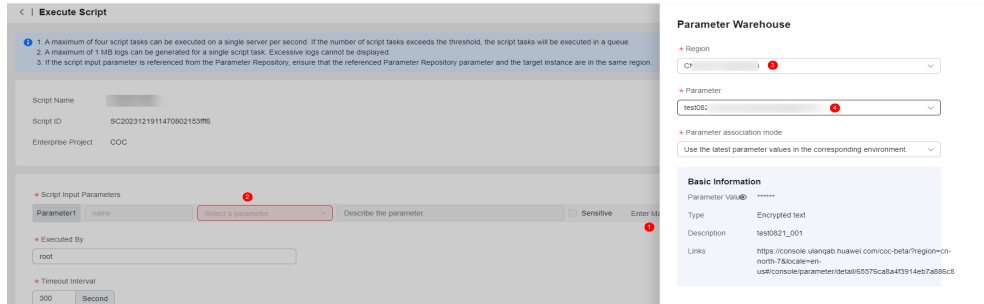 < | Execute Script
1. A maximum of four script tasks can be executed on a single server per second. If the number of script tasks exceeds the threshold, the script tasks will be executed in a queue.
2. A maximum of 1 MB logs can be generated for a single script task. Excessive logs cannot be displayed.
3. If the script input parameter is referenced from the Parameter Repository, ensure that the referenced Parameter Repository parameter and the target instance are in the same region.
Script Name
Script ID SC2023121911470802153fff6
Enterprise Project COC
* Script Input Parameters
2
Parameter1 name Select a parameter. Describe the parameter. Sensitive Enter Ma
1
* Executed By
root
* Timeout Interval
300 Second
Parameter Warehouse
* Region
3
* Parameter
test082 4
* Parameter association mode
Use the latest parameter values in the corresponding environment.
Basic Information
Parameter Value ******
Type Encrypted text
Description test0821_001
Links https://console.ulanqab.huawei.com/coc-beta/?region=cn-
north-7&locale=en-
us#/console/parameter/detail/65576ca8a4f3914eb7a886c8